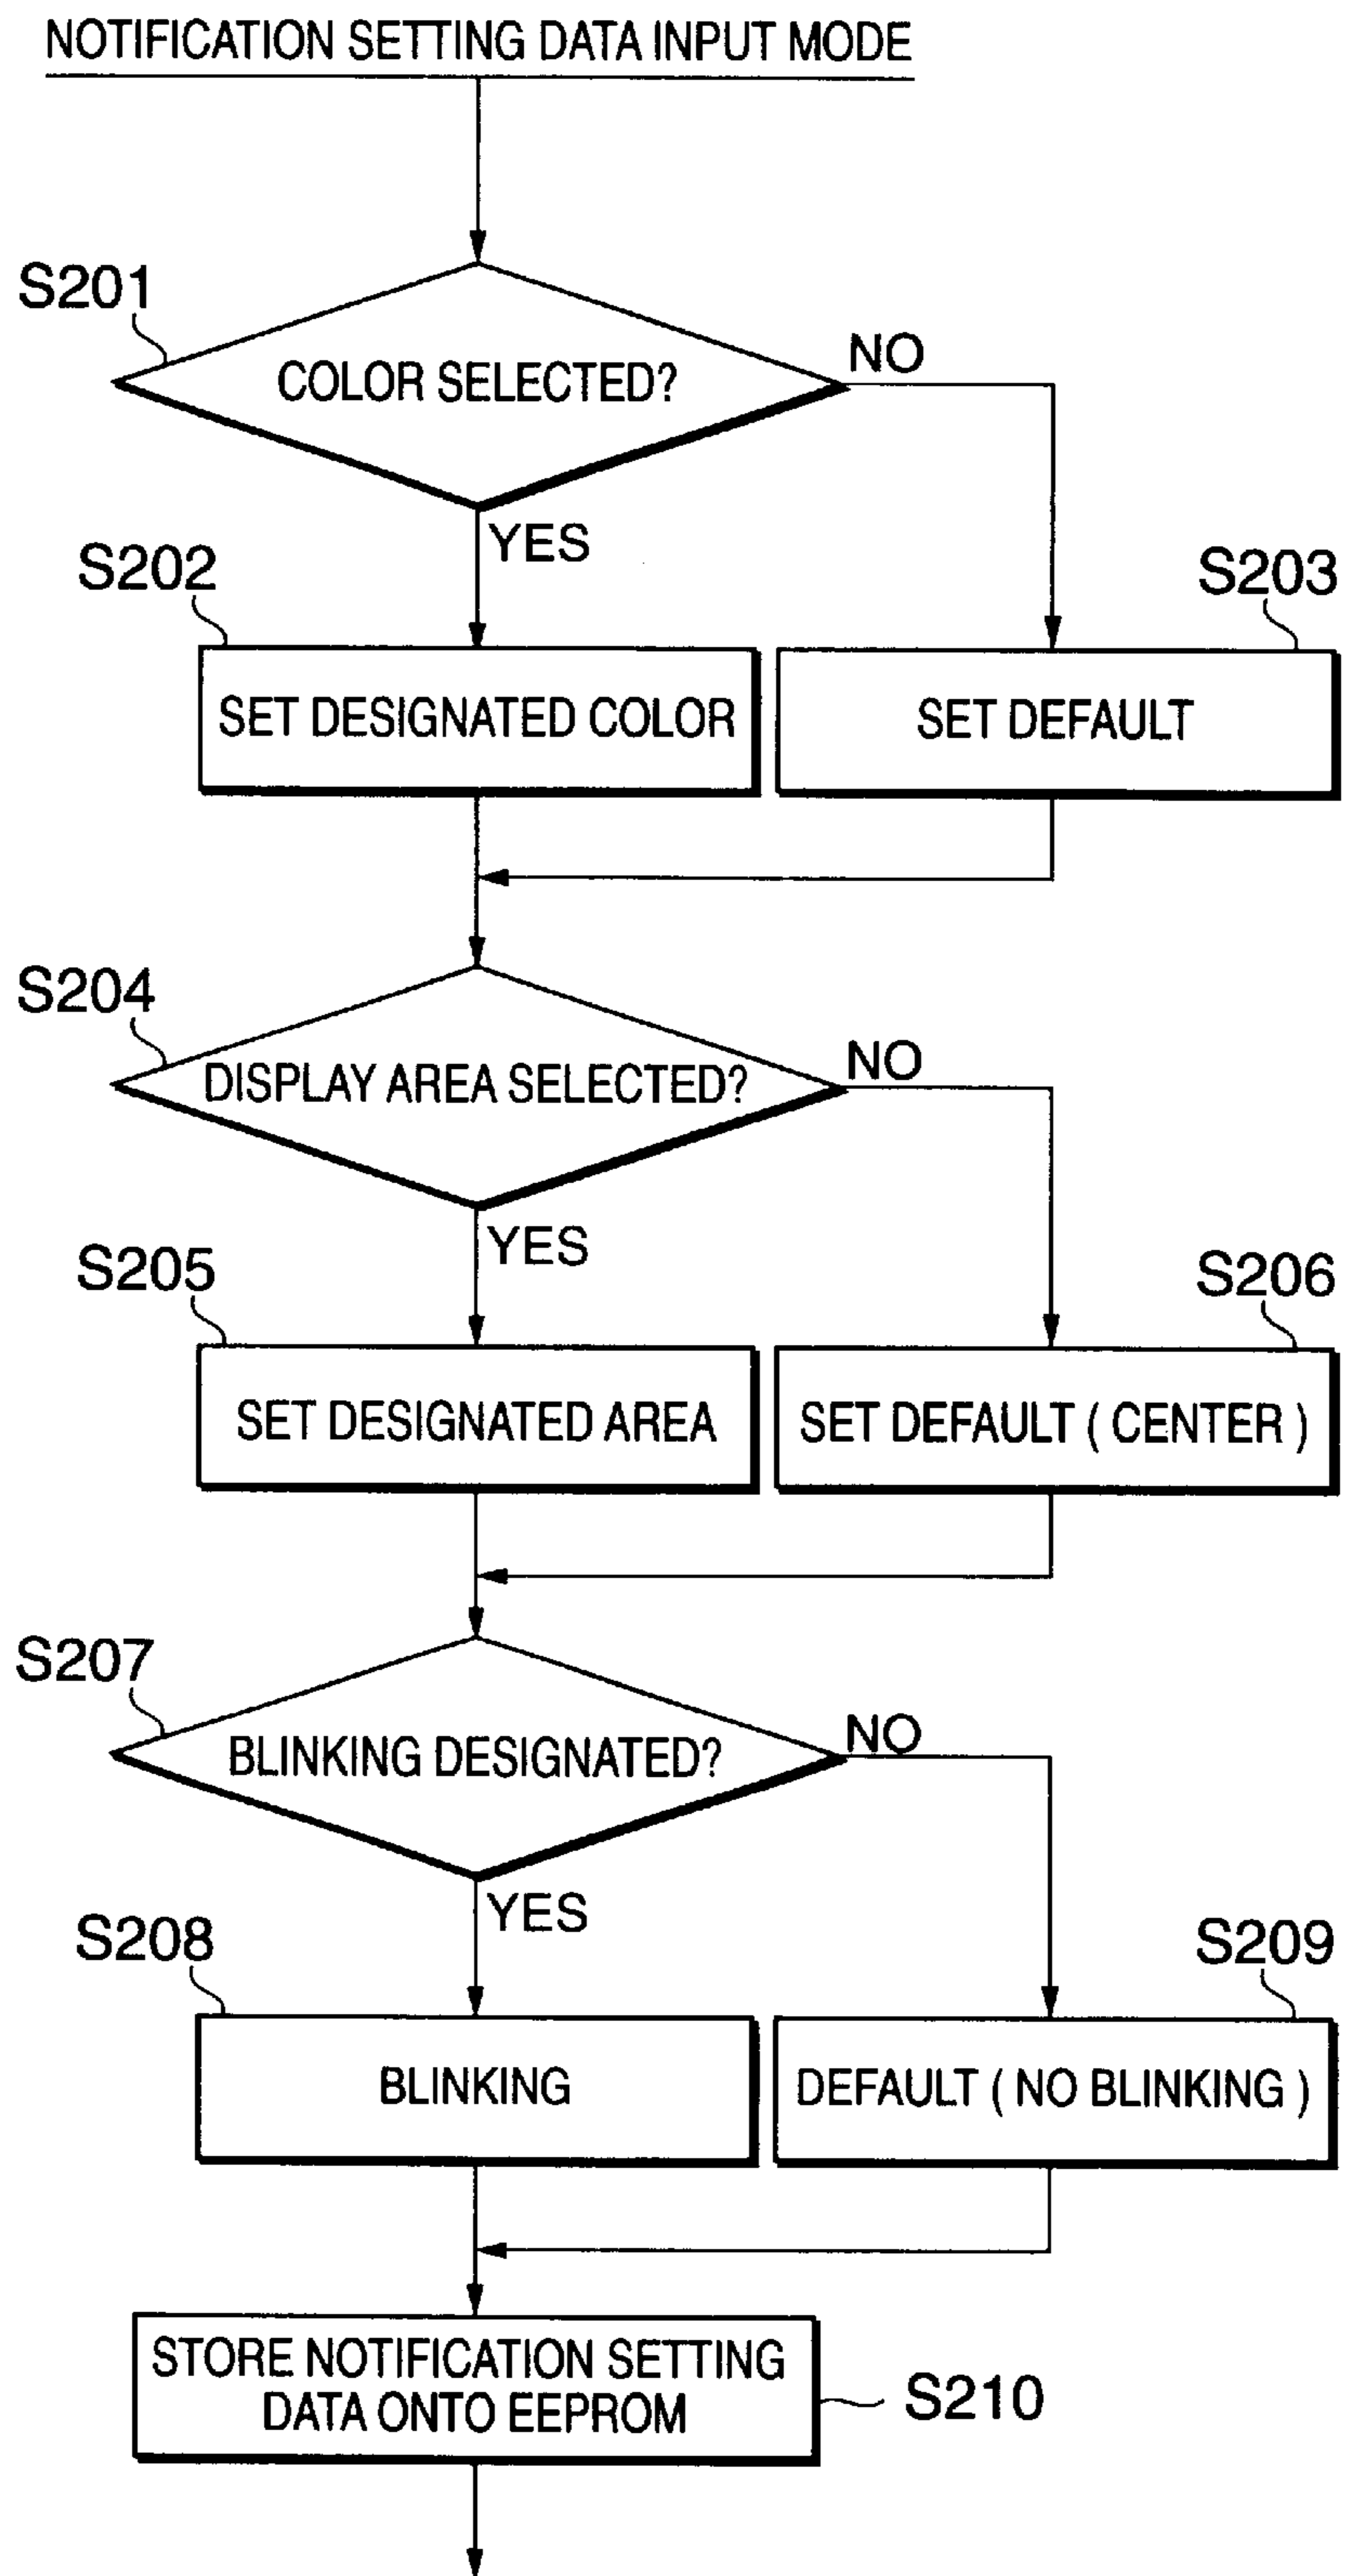 NOTIFICATION SETTING DATA INPUT MODE
S201
COLOR SELECTED?
NO
YES
S202
SET DESIGNATED COLOR
S203
SET DEFAULT
S204
DISPLAY AREA SELECTED?
NO
YES
S205
SET DESIGNATED AREA
S206
SET DEFAULT ( CENTER )
S207
BLINKING DESIGNATED?
NO
YES
S208
BLINKING
S209
DEFAULT ( NO BLINKING )
STORE NOTIFICATION SETTING
DATA ONTO EEPROM
S210